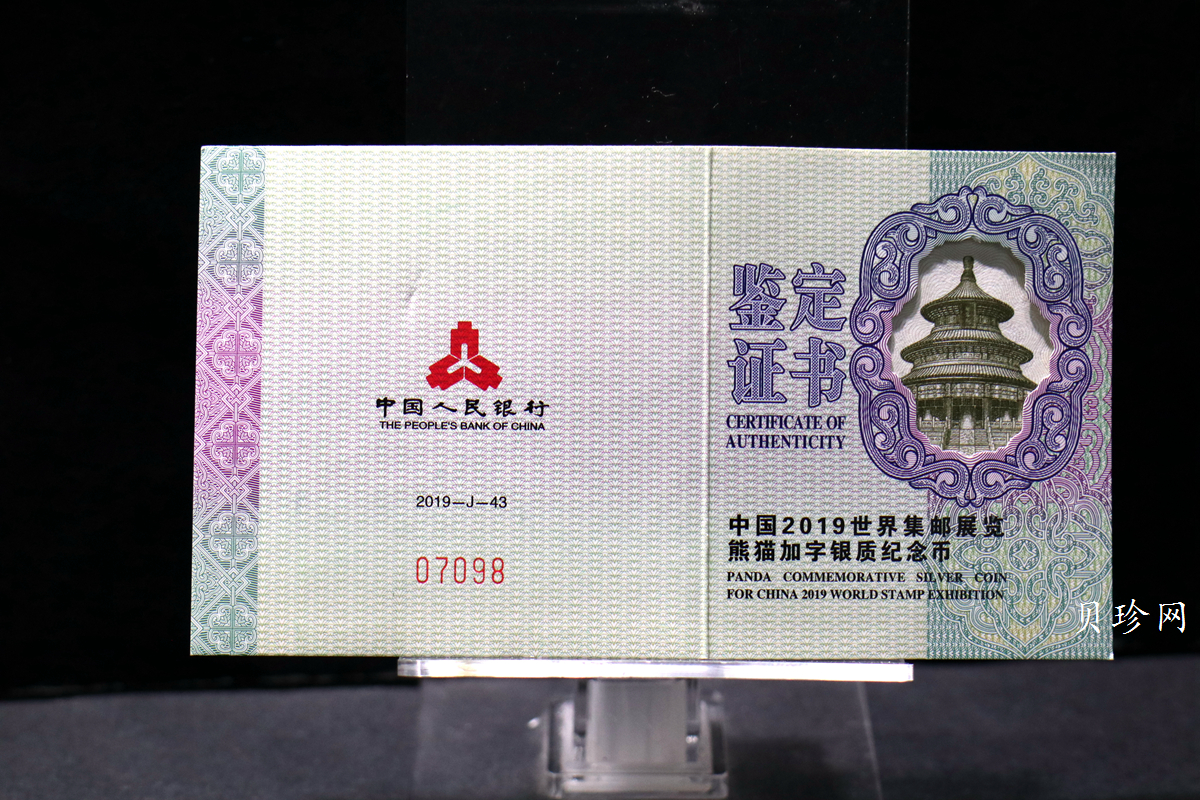 中国人民银行
THE PEOPLE'S BANK OF CHINA
2019—J—43
07098
鉴定
证书
CERTIFICATE OF
AUTHENTICITY
中国2019世界集邮展览
熊猫加字银质纪念币
PANDA COMMEMORATIVE SILVER COIN
FOR CHINA 2019 WORLD STAMP EXHIBITION
贝珍网